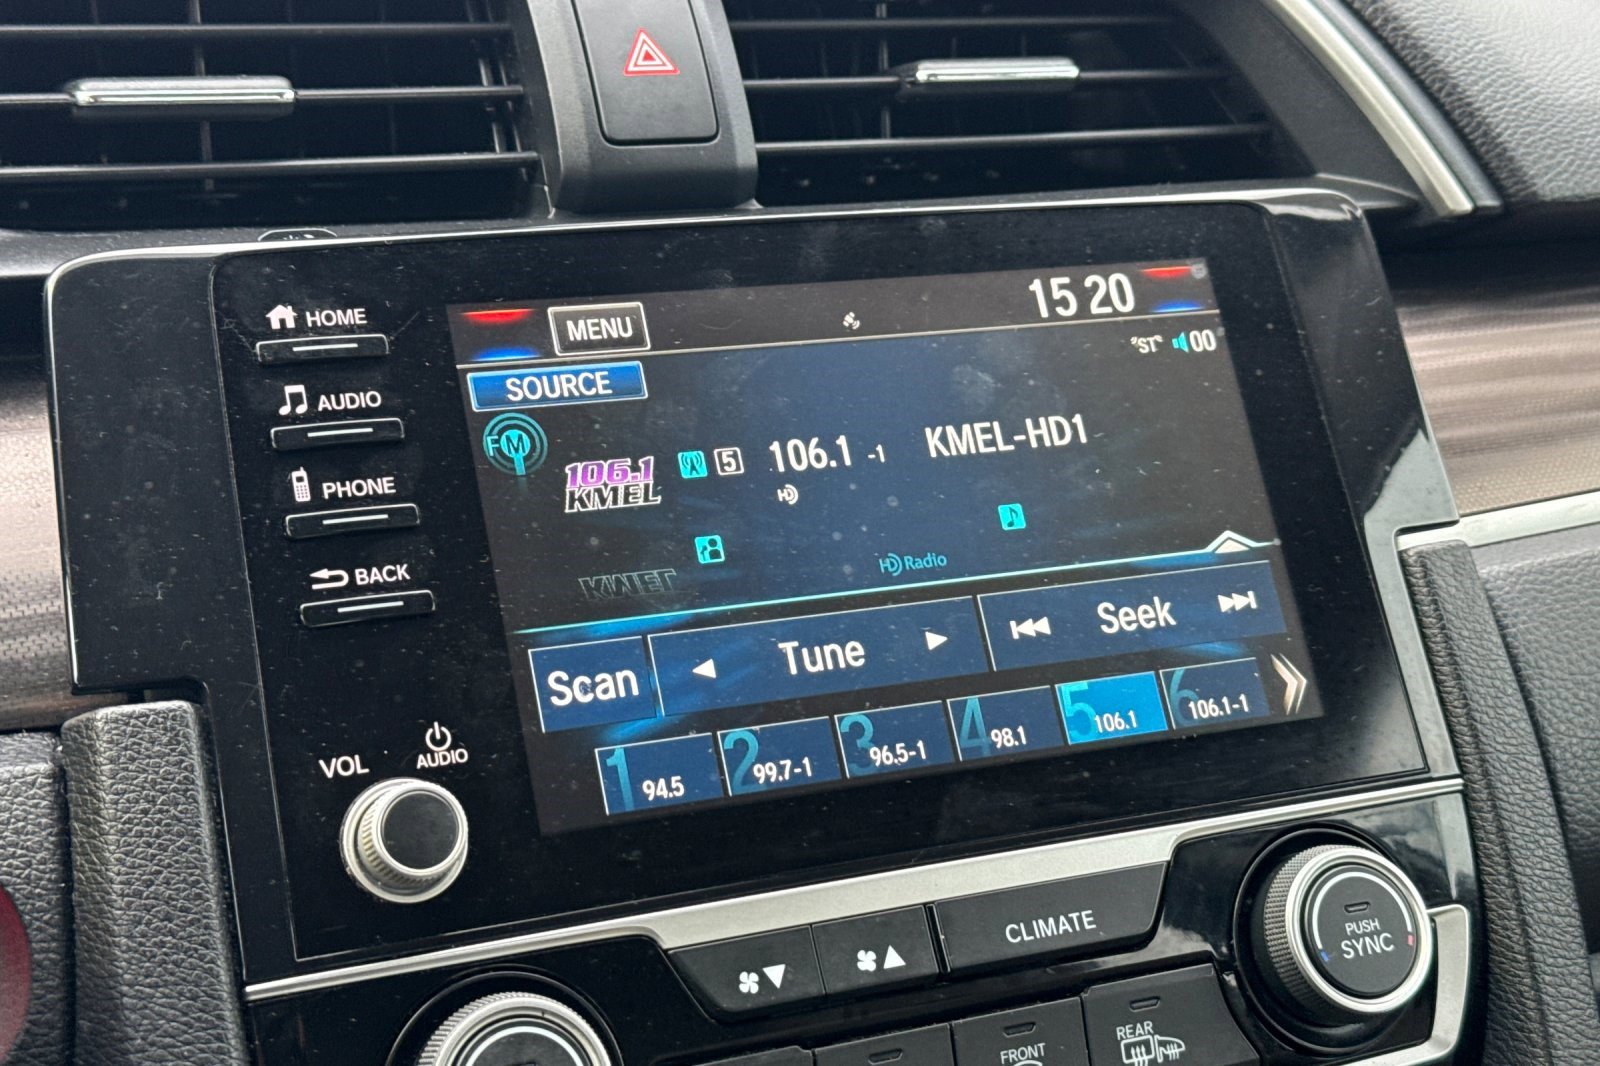 HOME
AUDIO
PHONE
BACK
VOL
AUDIO
MENU
15 20
SOURCE
"ST" 00
FM
106.1
KMEL
5
106.1 -1
KMEL-HD1
HD
HD Radio
Scan
Tune
Seek
1 94.5
2 99.7-1
3 96.5-1
4 98.1
5 106.1
6 106.1-1
CLIMATE
PUSH
SYNC
FRONT
REAR